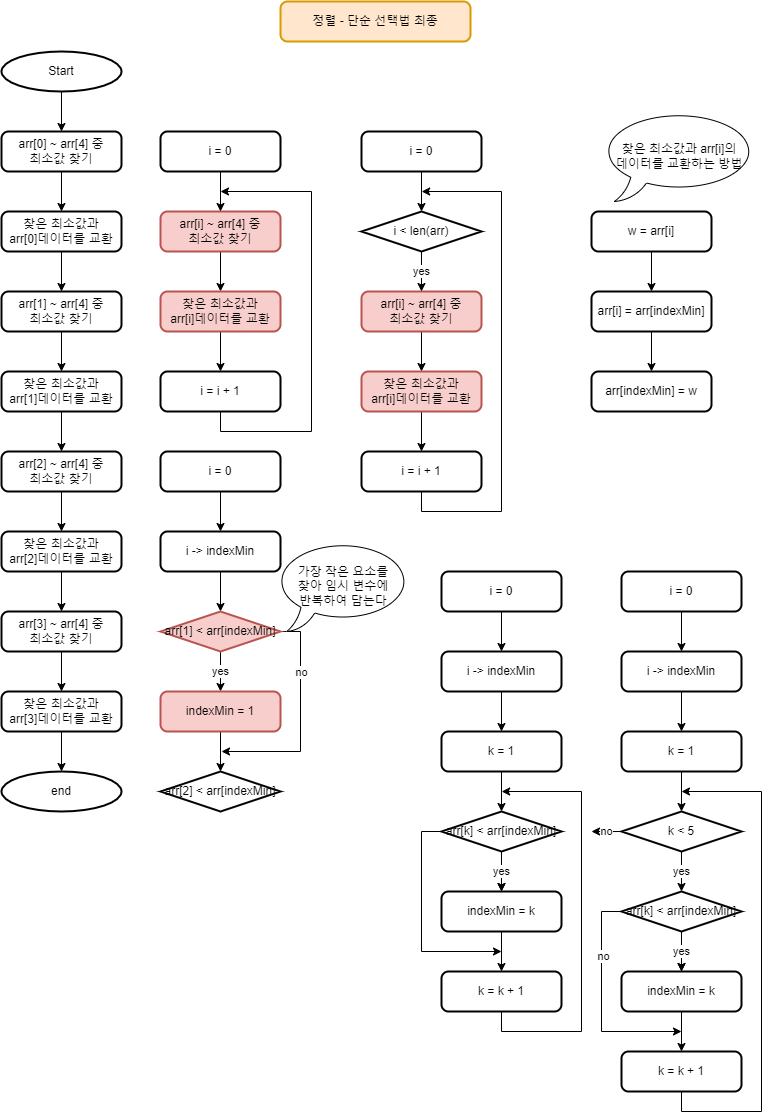 정렬 - 단순 선택법 최종
Start
arr[0] ~ arr[4] 중
최소값 찾기
찾은 최소값과
arr[0]데이터를 교환
arr[1] ~ arr[4] 중
최소값 찾기
찾은 최소값과
arr[1]데이터를 교환
arr[2] ~ arr[4] 중
최소값 찾기
찾은 최소값과
arr[2]데이터를 교환
arr[3] ~ arr[4] 중
최소값 찾기
찾은 최소값과
arr[3]데이터를 교환
end
i = 0
arr[i] ~ arr[4] 중
최소값 찾기
찾은 최소값과
arr[i]데이터를 교환
i = i + 1
i = 0
i -> indexMin
가장 작은 요소를
찾아 임시 변수에
반복하여 담는다
arr[1] < arr[indexMin]
yes
no
indexMin = 1
arr[2] < arr[indexMin]
i = 0
i < len(arr)
yes
arr[i] ~ arr[4] 중
최소값 찾기
찾은 최소값과
arr[i]데이터를 교환
i = i + 1
찾은 최소값과 arr[i]의
데이터를 교환하는 방법
w = arr[i]
arr[i] = arr[indexMin]
arr[indexMin] = w
i = 0
i -> indexMin
k = 1
arr[k] < arr[indexMin]
yes
indexMin = k
k = k + 1
i = 0
i -> indexMin
k = 1
k < 5
no
yes
arr[k] < arr[indexMin]
yes
no
indexMin = k
k = k + 1